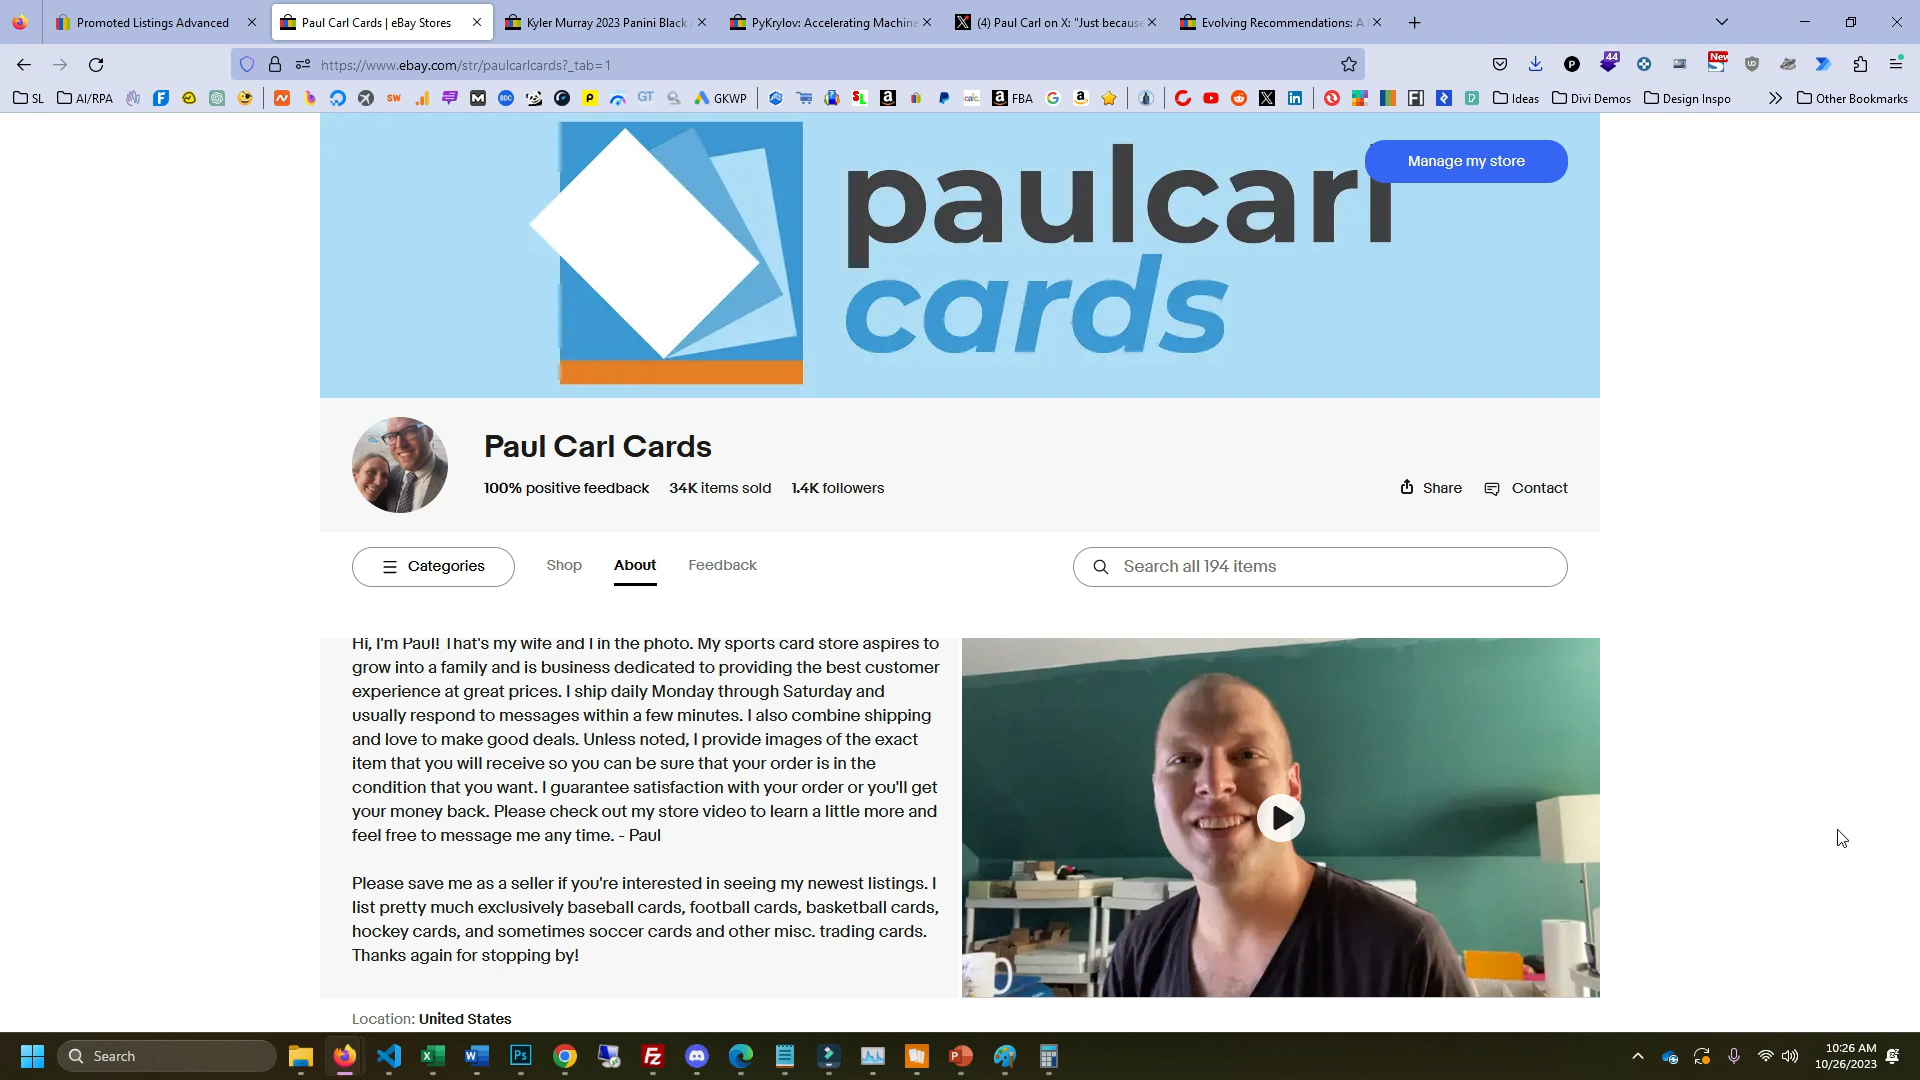 Promoted Listings Advanced
Paul Carl Cards | eBay Stores
Kyler Murray 2023 Panini Black
PyKrylov: Accelerating Machine
(4) Paul Carl on X: "Just becaus
Evolving Recommendations: A
https://www.ebay.com/str/paulcarlcards?_tab=1
44
New
SL
AI/RPA
SW
GT
GKWP
FBA
Ideas
Divi Demos
Design Inspo
Other Bookmarks
paulcarl
cards
Manage my store
Paul Carl Cards
100% positive feedback 34K items sold 1.4K followers
Share
Contact
Categories
Shop
About
Feedback
Search all 194 items
Hi, I'm Paul! That's my wife and I in the photo. My sports card store aspires to
grow into a family and is business dedicated to providing the best customer
experience at great prices. I ship daily Monday through Saturday and
usually respond to messages within a few minutes. I also combine shipping
and love to make good deals. Unless noted, I provide images of the exact
item that you will receive so you can be sure that your order is in the
condition that you want. I guarantee satisfaction with your order or you'll get
your money back. Please check out my store video to learn a little more and
feel free to message me any time. - Paul
Please save me as a seller if you're interested in seeing my newest listings. I
list pretty much exclusively baseball cards, football cards, basketball cards,
hockey cards, and sometimes soccer cards and other misc. trading cards.
Thanks again for stopping by!
Location: United States
Search
10:26 AM
10/26/2023